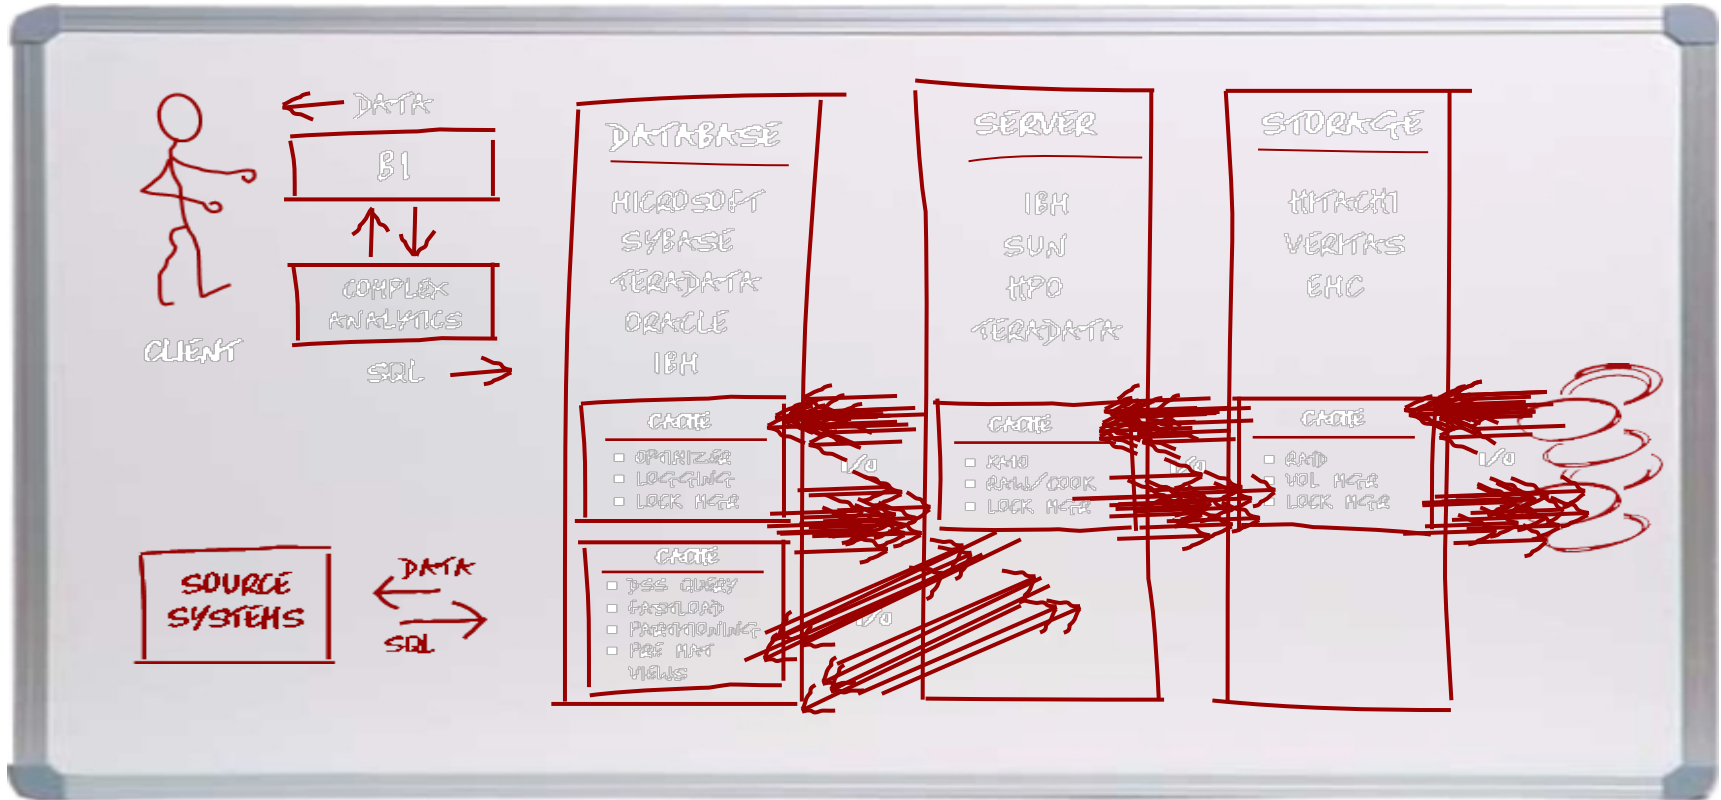 DATA
BI
COMPLEX
ANALYTICS
CLIENT
SQL
DATABASE
MICROSOFT
SYBASE
TERADATA
ORACLE
IBM
CACHE
OPTIMIZER
LOGGING
LOCK MGR
CACHE
DSS QUERY
FASTLOAD
PARTITIONING
PRE MAT
VIEWS
SERVER
IBM
SUN
HPQ
TERADATA
CACHE
RAW/COOK
LOCK MGR
STORAGE
HITACHI
VERITAS
EMC
CACHE
RAID
VOL MGR
LOCK MGR
I/O
I/O
I/O
I/O
SOURCE
SYSTEMS
DATA
SQL